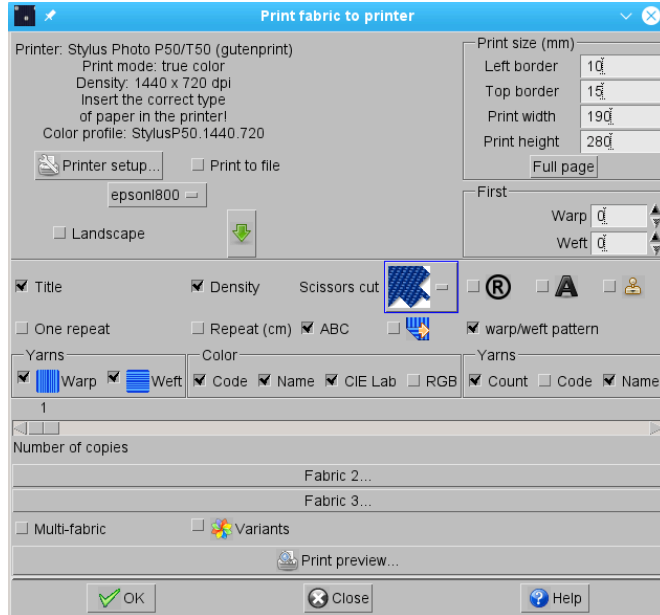 Print fabric to printer
Printer: Stylus Photo P50/T50 (gutenprint)
Print mode: true color
Density: 1440 x 720 dpi
Insert the correct type
of paper in the printer!
Color profile: StylusP50.1440.720
Printer setup... Print to file
epsonl800
Landscape
Print size (mm)
Left border 10
Top border 15
Print width 190
Print height 280
Full page
First
Warp 0
Weft 0
Title Density Scissors cut ® A
One repeat Repeat (cm) ABC warp/weft pattern
Yarns Color Yarns
Warp Weft Code Name CIE Lab RGB Count Code Name
1
Number of copies
Fabric 2...
Fabric 3...
Multi-fabric Variants
Print preview...
OK Close Help